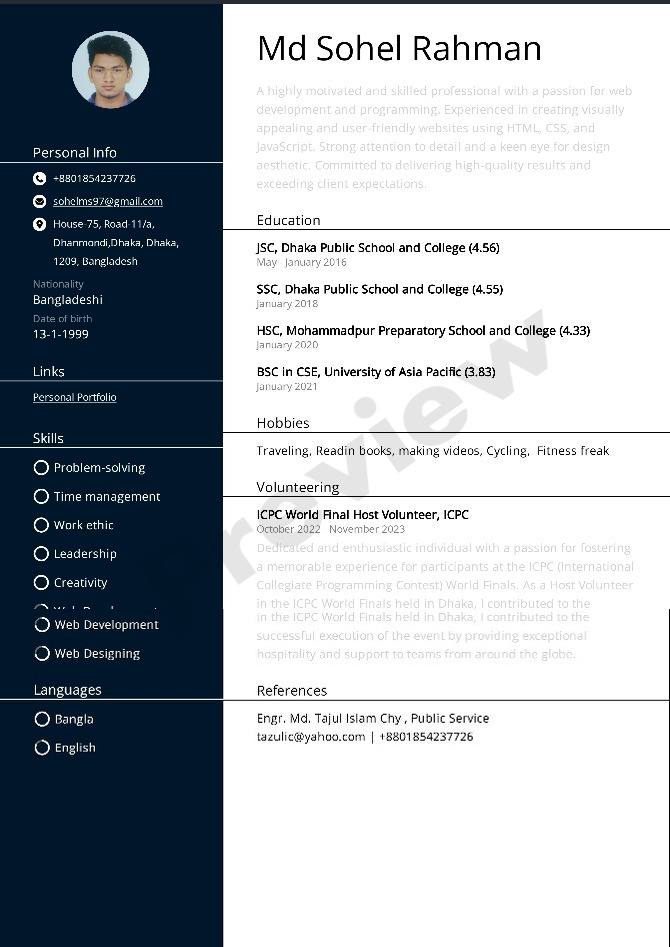 Md Sohel Rahman
A highly motivated and skilled professional with a passion for web
development and programming. Experienced in creating visually
appealing and user-friendly websites using HTML, CSS, and
JavaScript. Strong attention to detail and a keen eye for design
aesthetic. Committed to delivering high-quality results and
exceeding client expectations.
Personal Info
+8801854237726
sohelms97@gmail.com
House-75, Road-11/a,
Dhanmondi,Dhaka, Dhaka,
1209, Bangladesh
Nationality
Bangladeshi
Date of birth
13-1-1999
Links
Personal Portfolio
Skills
Problem-solving
Time management
Work ethic
Leadership
Creativity
Web Development
Web Designing
Languages
Bangla
English
Education
JSC, Dhaka Public School and College (4.56)
May January 2016
SSC, Dhaka Public School and College (4.55)
January 2018
HSC, Mohammadpur Preparatory School and College (4.33)
January 2020
BSC in CSE, University of Asia Pacific (3.83)
January 2021
Hobbies
Traveling, Readin books, making videos, Cycling, Fitness freak
Volunteering
ICPC World Final Host Volunteer, ICPC
October 2022 November 2023
Dedicated and enthusiastic individual with a passion for fostering
a memorable experience for participants at the ICPC (International
Collegiate Programming Contest) World Finals. As a Host Volunteer
in the ICPC World Finals held in Dhaka, I contributed to the
in the ICPC World Finals held in Dhaka, I contributed to the
successful execution of the event by providing exceptional
hospitality and support to teams from around the globe.
References
Engr. Md. Tajul Islam Chy , Public Service
tazulic@yahoo.com | +8801854237726
preview